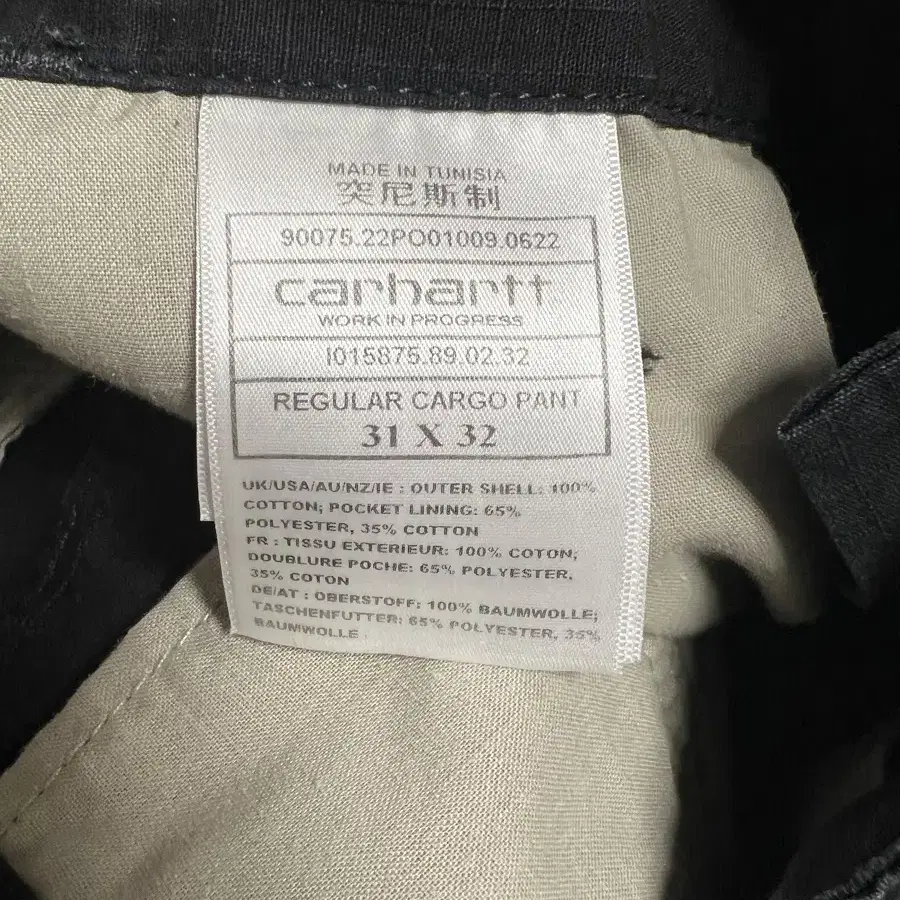 MADE IN TUNISIA
突尼斯制
90075.22PO01009.0622
carhartt
WORK IN PROGRESS
I015875.89.02.32
REGULAR CARGO PANT
31 X 32
UK/USA/AU/NZ/IE : OUTER SHELL: 100%
COTTON; POCKET LINING: 65%
POLYESTER, 35% COTTON
FR : TISSU EXTERIEUR: 100% COTON;
DOUBLURE POCHE: 65% POLYESTER,
35% COTON
DE/AT : OBERSTOFF: 100% BAUMWOLLE;
TASCHENFUTTER: 65% POLYESTER, 35%
BAUMWOLLE